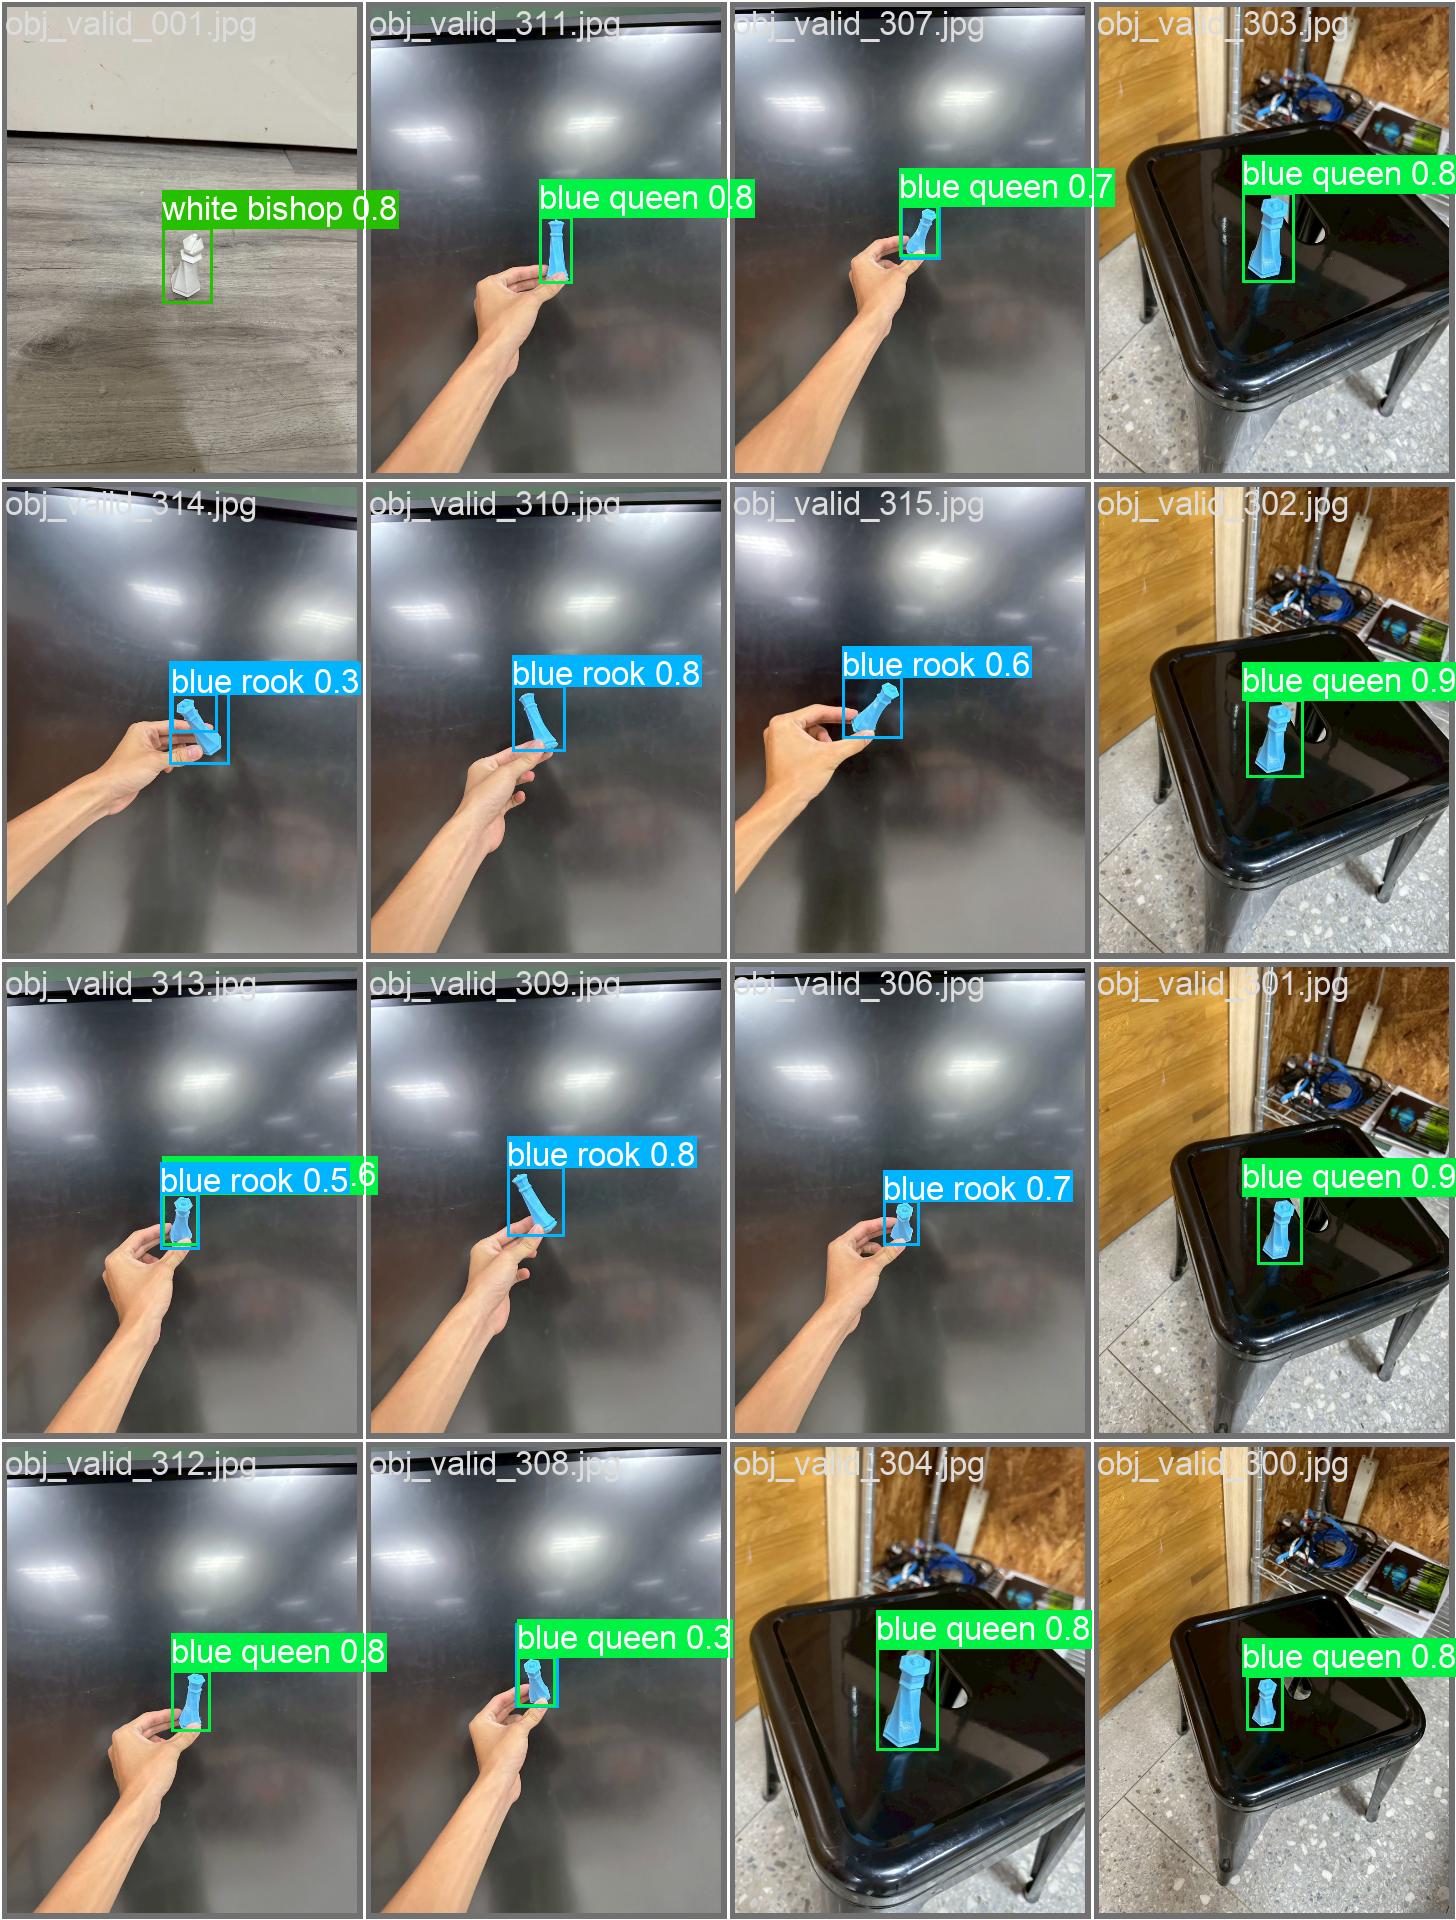 obj_valid_001.jpg
obj_valid_311.jpg
obj_valid_307.jpg
obj_valid_303.jpg
white bishop 0.8
blue queen 0.8
blue queen 0.7
blue queen 0.8
obj_valid_314.jpg
obj_valid_310.jpg
obj_valid_315.jpg
obj_valid_302.jpg
blue rook 0.3
blue rook 0.8
blue rook 0.6
blue queen 0.9
obj_valid_313.jpg
obj_valid_309.jpg
obj_valid_306.jpg
obj_valid_301.jpg
blue rook 0.5
.6
blue rook 0.8
blue rook 0.7
blue queen 0.9
obj_valid_312.jpg
obj_valid_308.jpg
obj_valid_304.jpg
obj_valid_300.jpg
blue queen 0.8
blue queen 0.3
blue queen 0.8
blue queen 0.8